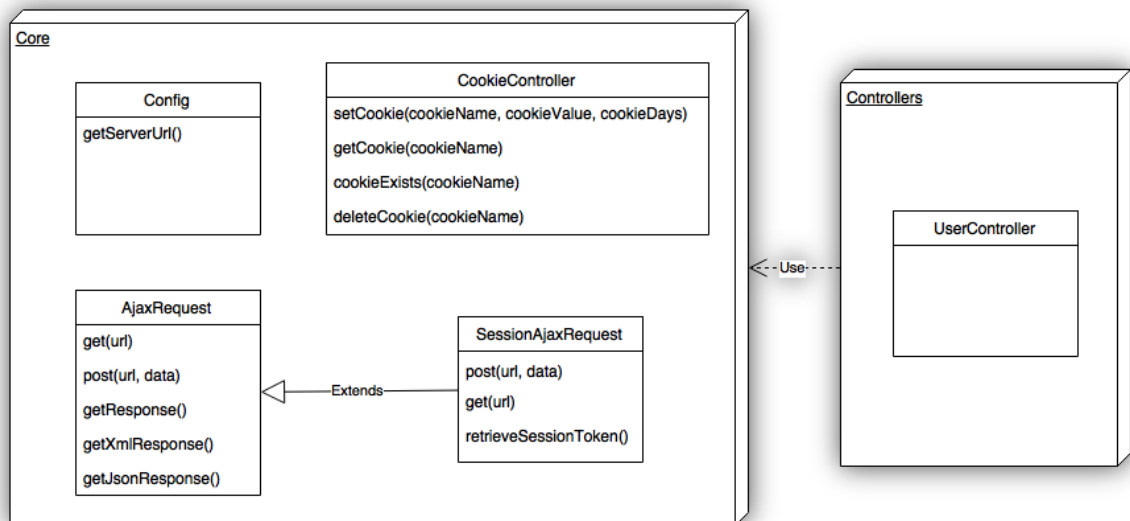 Core
Config
getServerUrl()
CookieController
setCookie(cookieName, cookieValue, cookieDays)
getCookie(cookieName)
cookieExists(cookieName)
deleteCookie(cookieName)
AjaxRequest
get(url)
post(url, data)
getResponse()
getXmlResponse()
getJsonResponse()
Extends
SessionAjaxRequest
post(url, data)
get(url)
retrieveSessionToken()
Use
Controllers
UserController